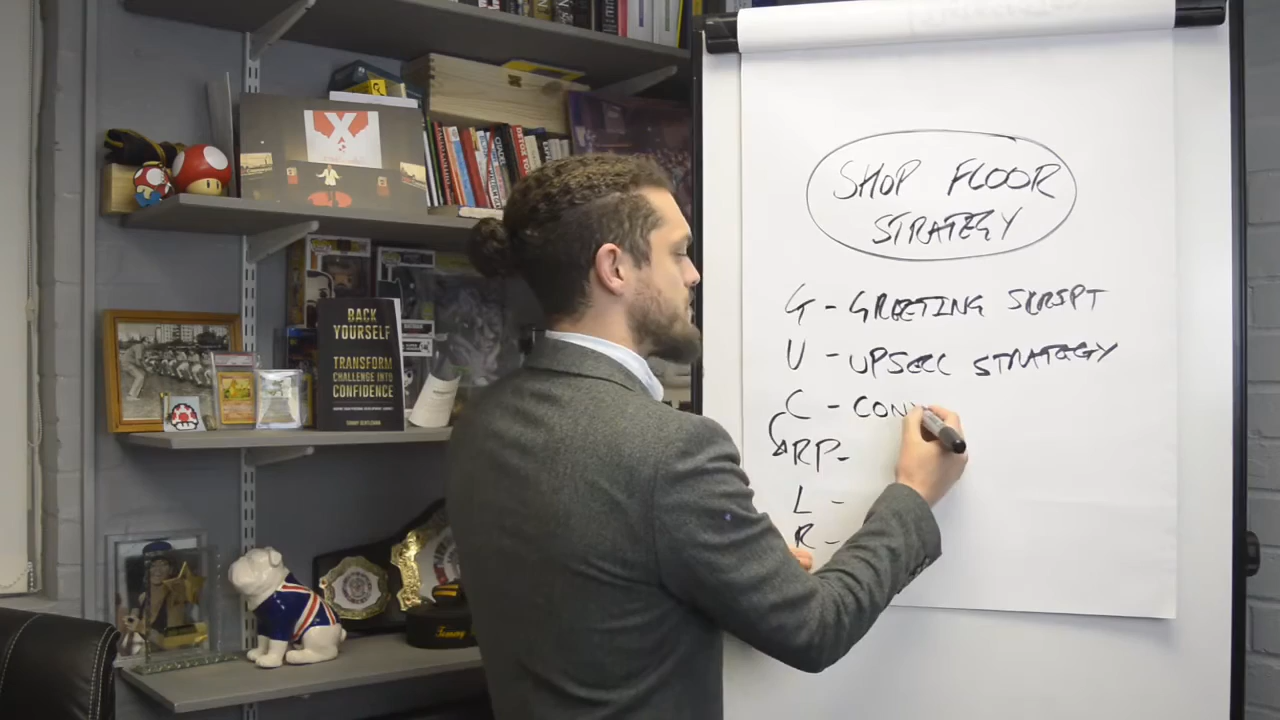 SHOP FLOOR
STRATEGY
G - GREETING SCRIPT
U - UPSELL STRATEGY
C - CON
RP-
L -
R -
BACK
YOURSELF
TRANSFORM
CHALLENGE INTO
CONFIDENCE